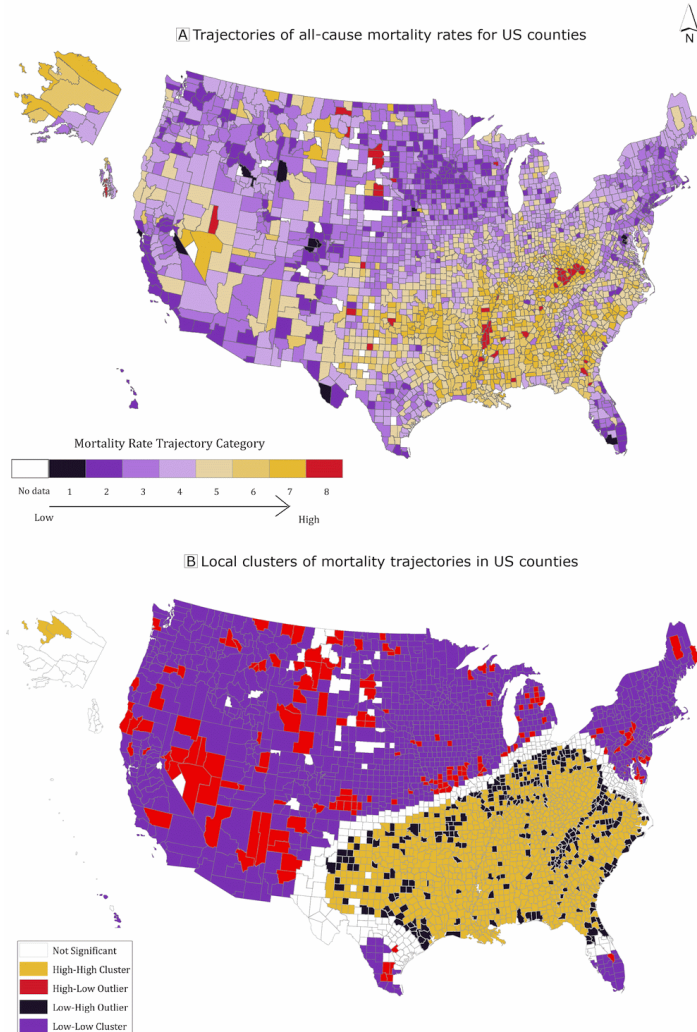 N
A Trajectories of all-cause mortality rates for US counties
Mortality Rate Trajectory Category
No data 1 2 3 4 5 6 7 8
Low High
B Local clusters of mortality trajectories in US counties
Not Significant
High-High Cluster
High-Low Outlier
Low-High Outlier
Low-Low Cluster